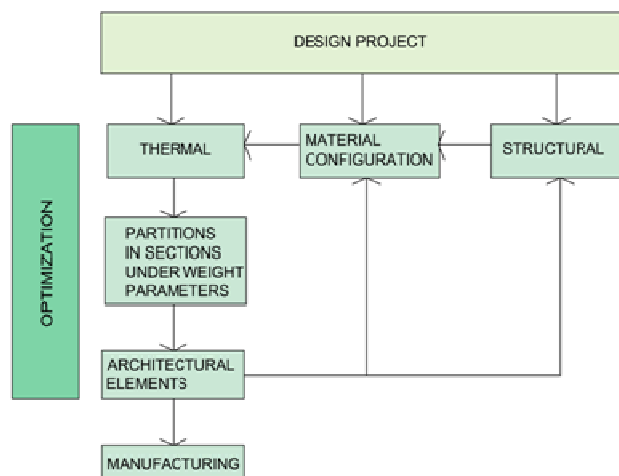 DESIGN PROJECT
OPTIMIZATION
THERMAL
MATERIAL
CONFIGURATION
STRUCTURAL
PARTITIONS
IN SECTIONS
UNDER WEIGHT
PARAMETERS
ARCHITECTURAL
ELEMENTS
MANUFACTURING